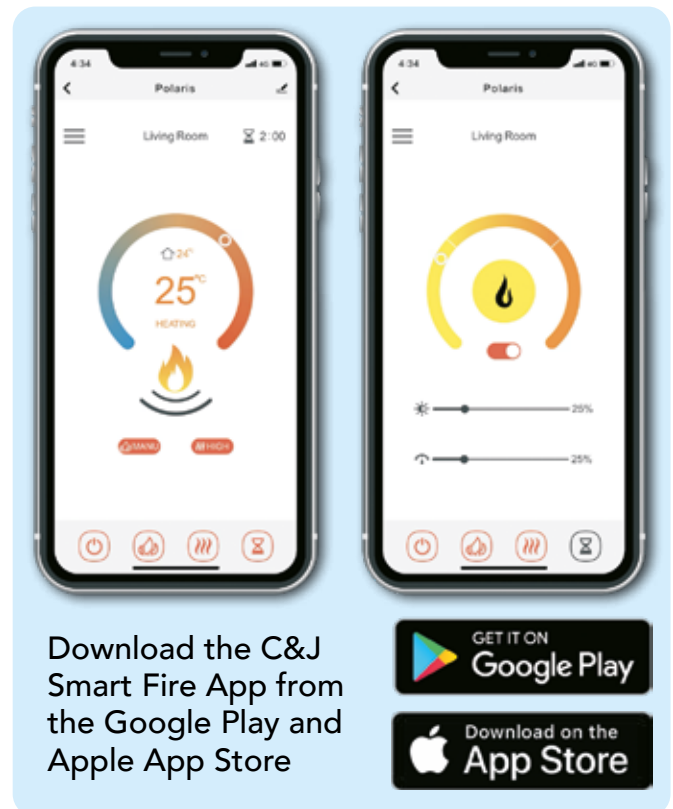 4:34
4G
Polaris
Living Room
2:00
24°
25°C
HEATING
MANU
HIGH
4:34
4G
Polaris
Living Room
25%
25%
Download the C&J
Smart Fire App from
the Google Play and
Apple App Store
GET IT ON
Google Play
Download on the
App Store